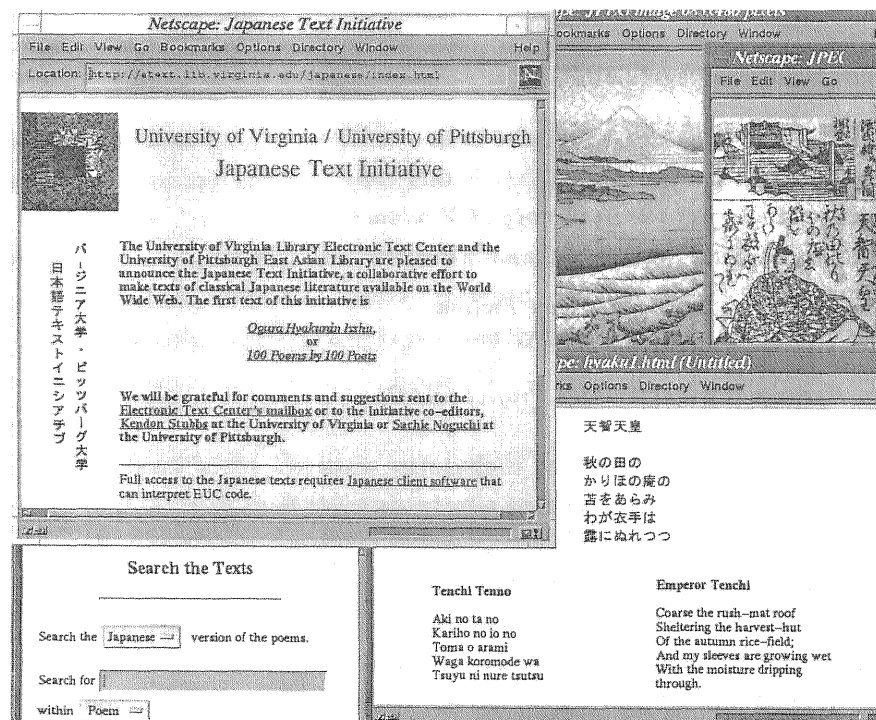 Netscape: Japanese Text Initiative
File Edit View Go Bookmarks Options Directory Window Help
Location: http://etext.lib.virginia.edu/japanese/index.html
N
University of Virginia / University of Pittsburgh
Japanese Text Initiative
バージニア大学・ピッツバーグ大学
日本語テキストイニシアチブ
The University of Virginia Library Electronic Text Center and the
University of Pittsburgh East Asian Library are pleased to
announce the Japanese Text Initiative, a collaborative effort to
make texts of classical Japanese literature available on the World
Wide Web. The first text of this initiative is
Ogura Hyakunin Isshu,
or
100 Poems by 100 Poets
We will be grateful for comments and suggestions sent to the
Electronic Text Center's mailbox or to the Initiative co-editors,
Kendon Stubbs at the University of Virginia or Sachie Noguchi at
the University of Pittsburgh.
Full access to the Japanese texts requires Japanese client software that
can interpret EUC code.
pe: JPEG image
pixels
ookmarks Options Directory Window
Netscape: JPEG
File Edit View Go
天智天皇
秋の田の
pe: hyaku1.html (Untitled)
rks Options Directory Window
天智天皇
秋の田の
かりほの庵の
苫をあらみ
わが衣手は
露にぬれつつ
Search the Texts
Search the Japanese version of the poems.
Search for
within Poem
Tenchi Tenno
Aki no ta no
Kariho no io no
Toma o arami
Waga koromode wa
Tsuyu ni nure tsutsu
Emperor Tenchi
Coarse the rush-mat roof
Sheltering the harvest-hut
Of the autumn rice-field;
And my sleeves are growing wet
With the moisture dripping
through.